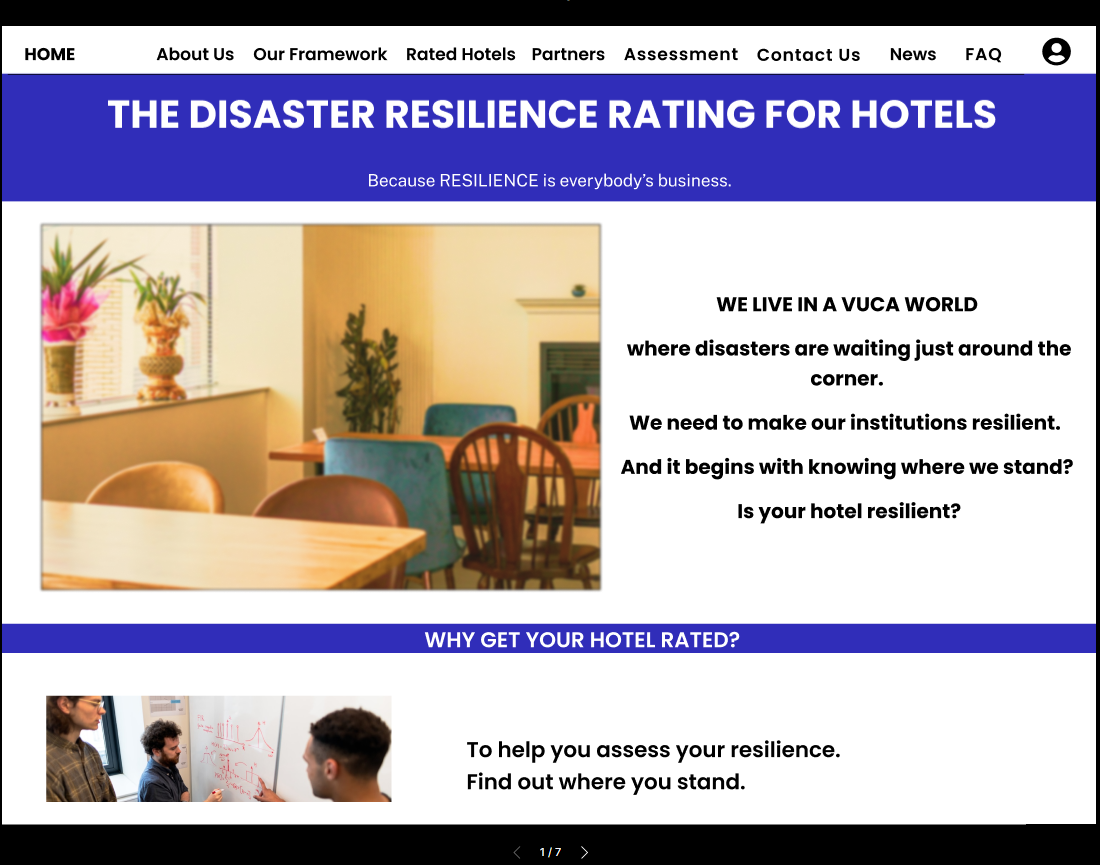 HOME About Us Our Framework Rated Hotels Partners Assessment Contact Us News FAQ
THE DISASTER RESILIENCE RATING FOR HOTELS
Because RESILIENCE is everybody’s business.
WE LIVE IN A VUCA WORLD
where disasters are waiting just around the
corner.
We need to make our institutions resilient.
And it begins with knowing where we stand?
Is your hotel resilient?
WHY GET YOUR HOTEL RATED?
To help you assess your resilience.
Find out where you stand.
1 / 7